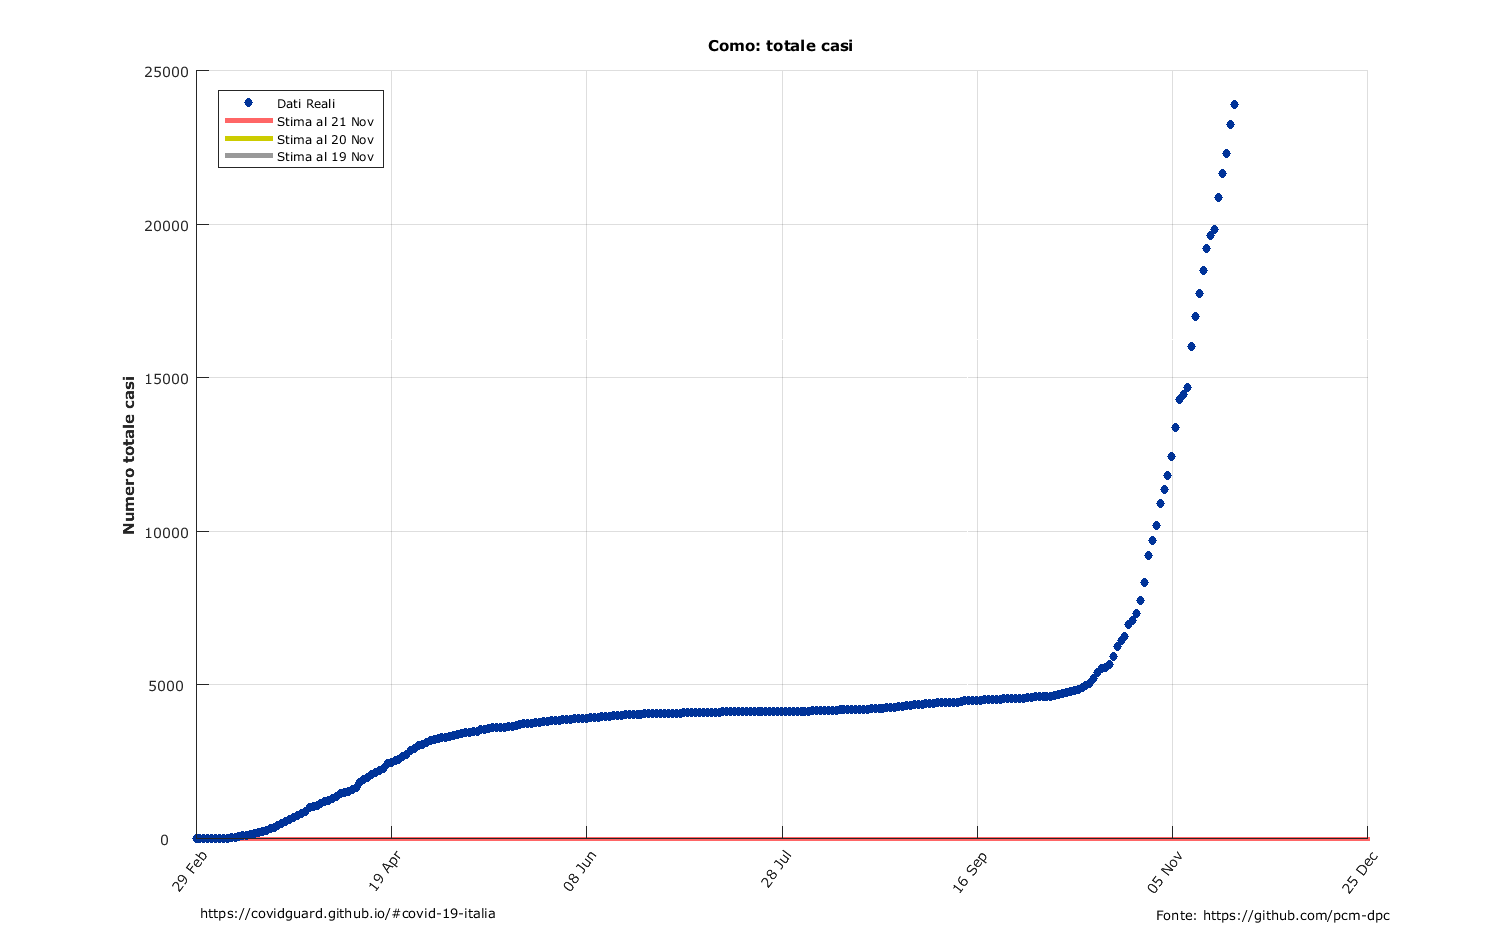 Como: totale casi
25000
20000
15000
10000
5000
0
Numero totale casi
Dati Reali
Stima al 21 Nov
Stima al 20 Nov
Stima al 19 Nov
29 Feb
19 Apr
08 Jun
28 Jul
16 Sep
05 Nov
25 Dec
https://covidguard.github.io/#covid-19-italia
Fonte: https://github.com/pcm-dpc